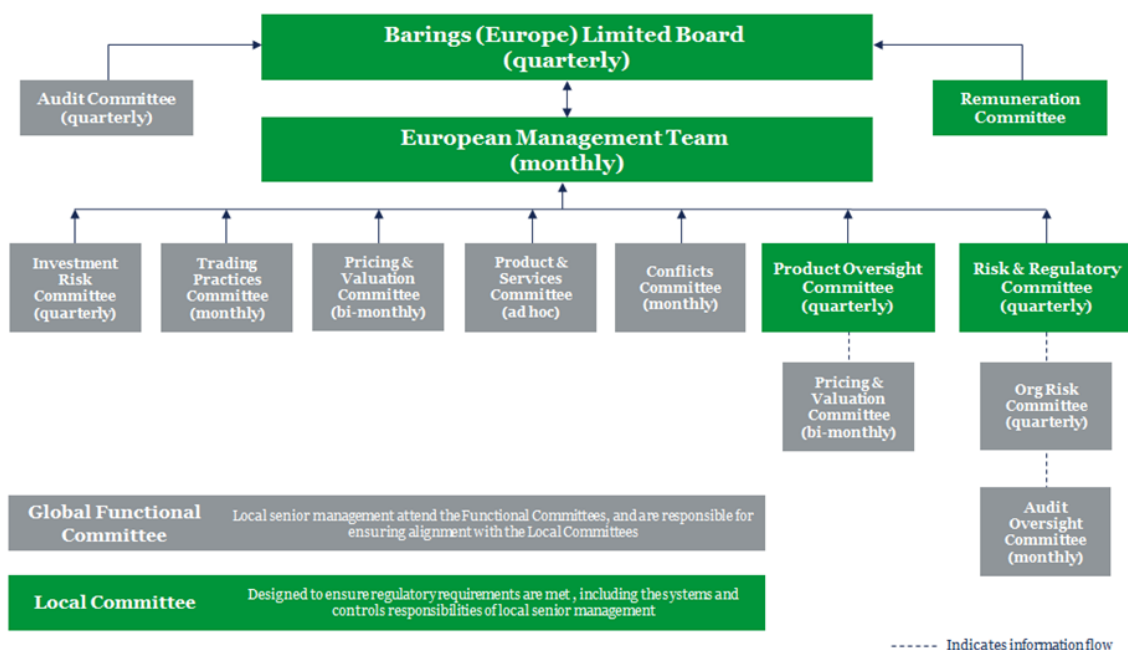 Barings (Europe) Limited Board
(quarterly)
Audit Committee
(quarterly)
Remuneration
Committee
European Management Team
(monthly)
Investment
Risk
Committee
(quarterly)
Trading
Practices
Committee
(monthly)
Pricing &
Valuation
Committee
(bi-monthly)
Product &
Services
Committee
(ad hoc)
Conflicts
Committee
(monthly)
Product Oversight
Committee
(quarterly)
Risk & Regulatory
Committee
(quarterly)
Pricing &
Valuation
Committee
(bi-monthly)
Org Risk
Committee
(quarterly)
Audit
Oversight
Committee
(monthly)
Global Functional
Committee
Local senior management attend the Functional Committees, and are responsible for
ensuring alignment with the Local Committees
Local Committee
Designed to ensure regulatory requirements are met , including the systems and
controls responsibilities of local senior management
Indicates information flow